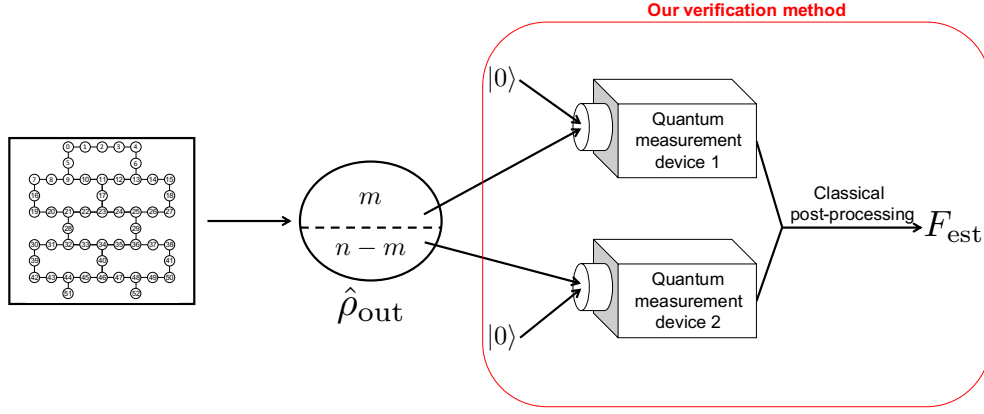 Our verification method
0 1 2 3 4
5 6
7 8 9 10 11 12 13 14 15
16 17 18
19 20 21 22 23 24 25 26 27
28 29
30 31 32 33 34 35 36 37 38
39 40 41
42 43 44 45 46 47 48 49 50
51 52
m
n − m
ρ̂out
|0⟩
Quantum
measurement
device 1
Quantum
measurement
device 2
|0⟩
Classical
post-processing
Fest